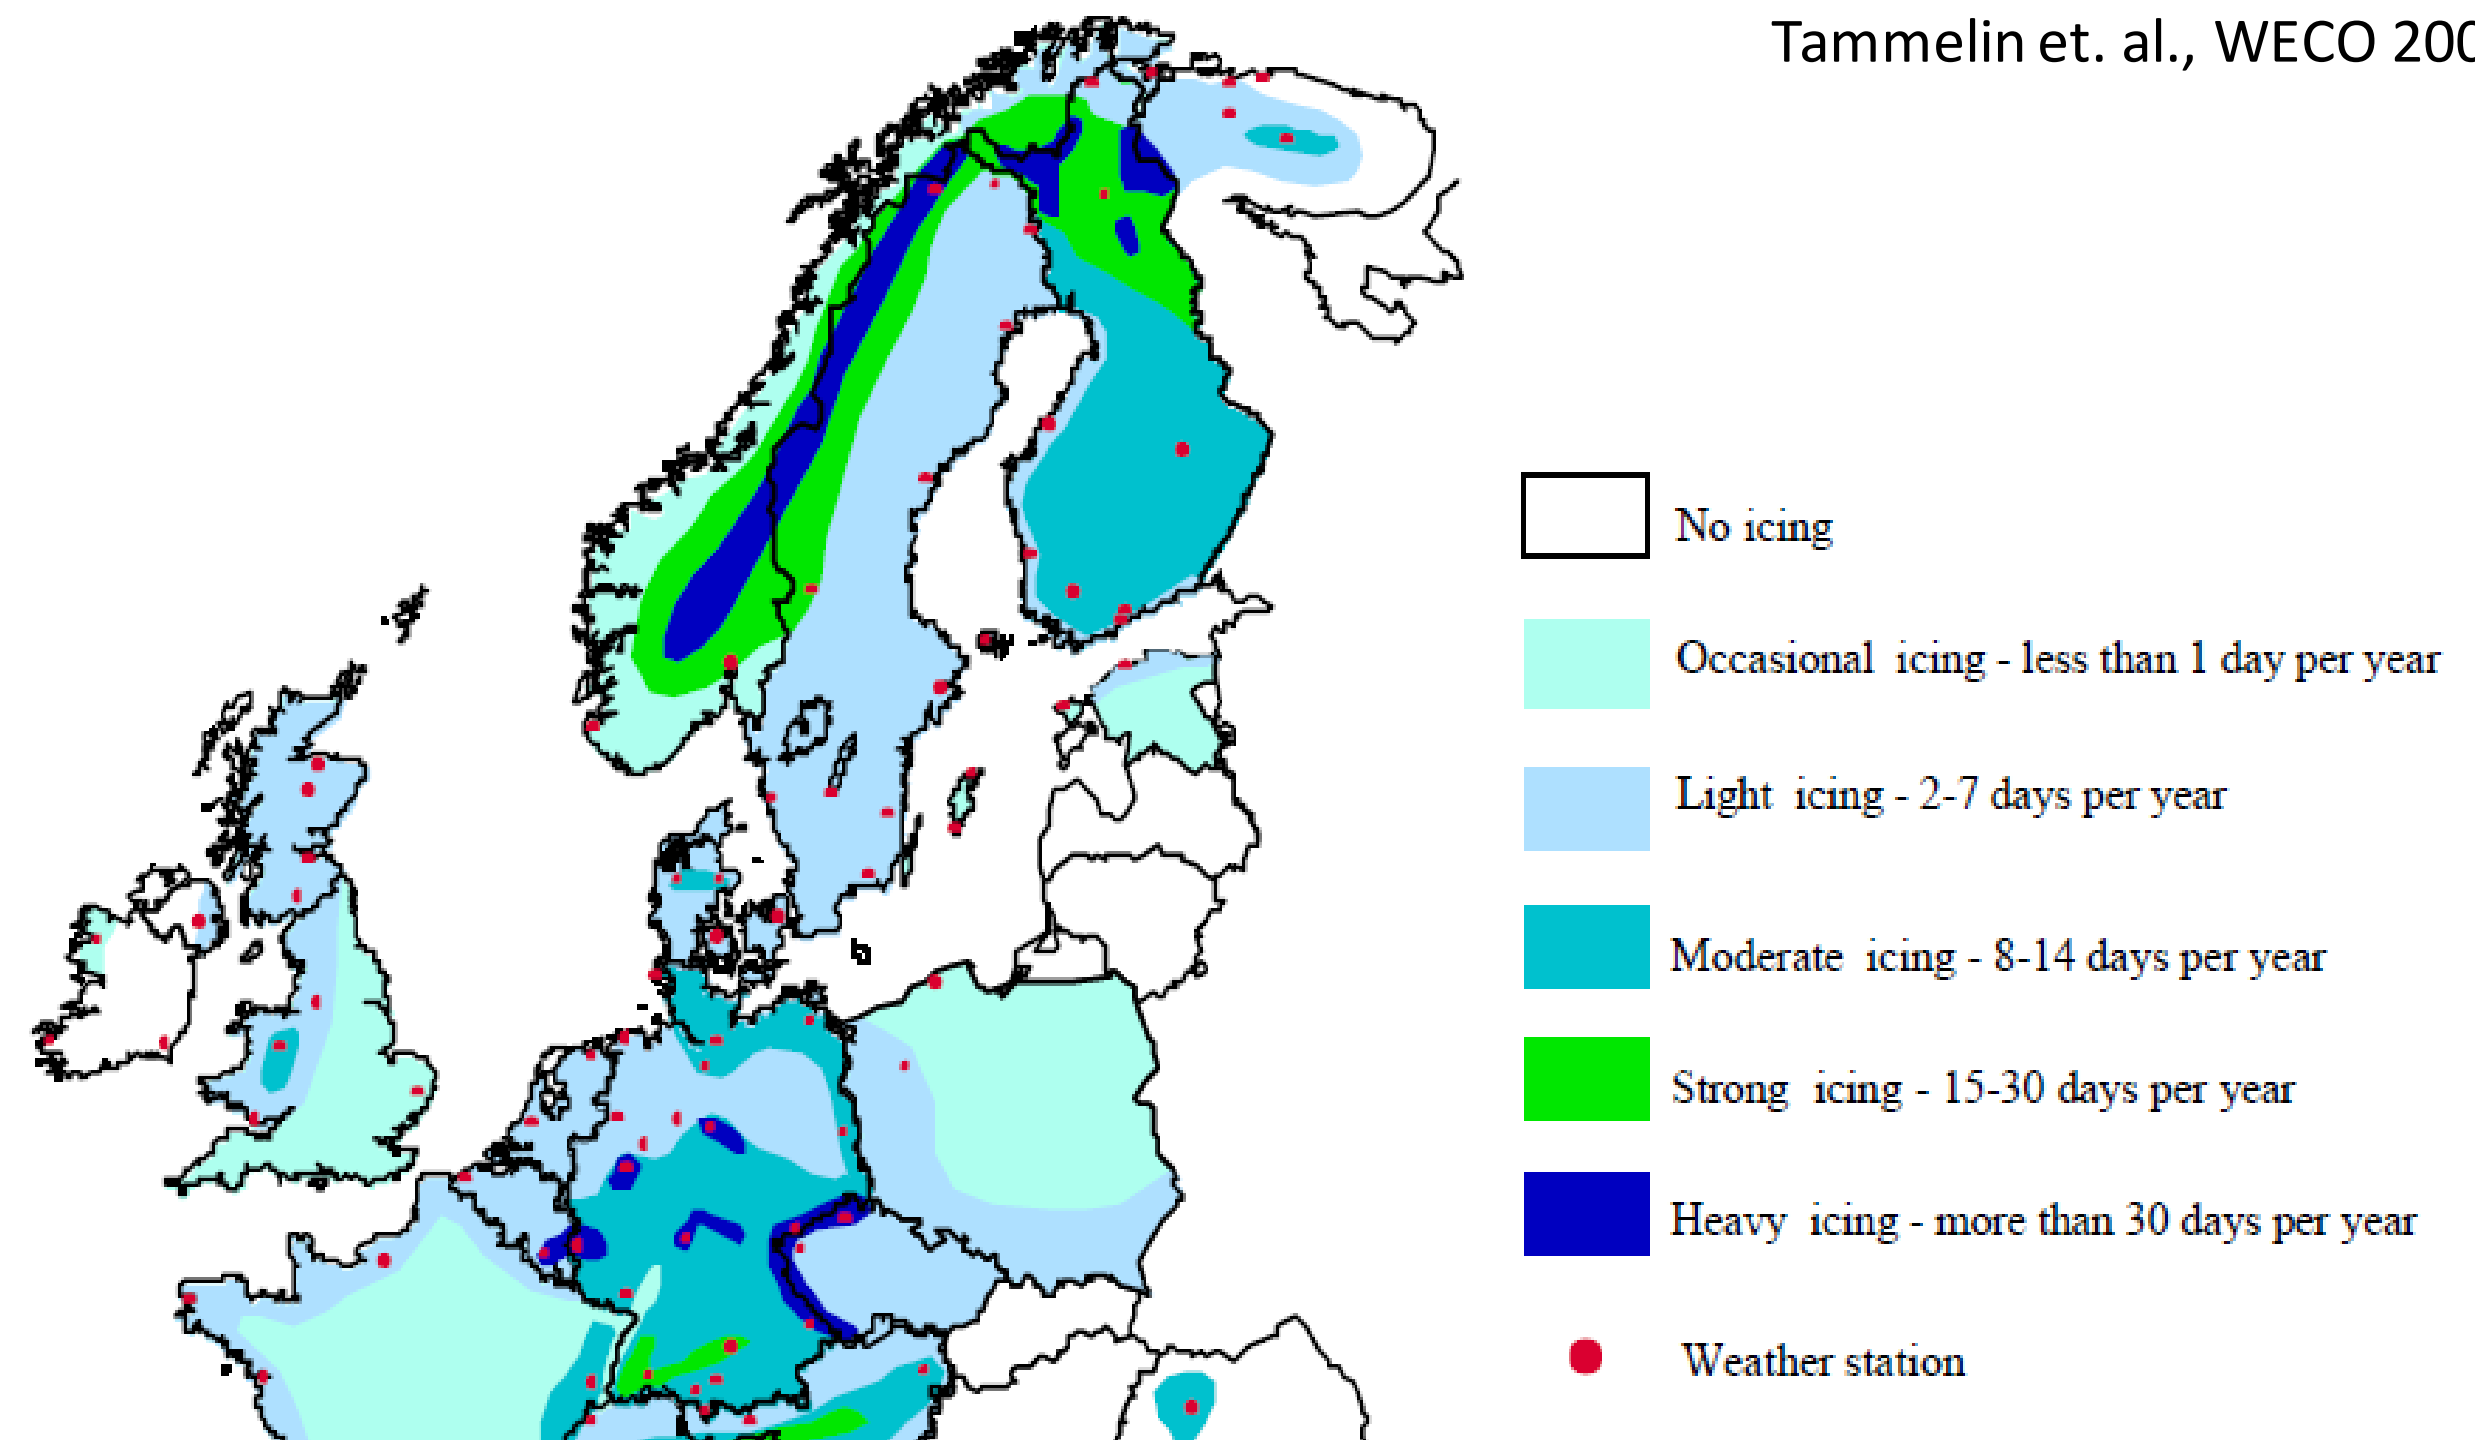 Tammelin et. al., WECO 200
No icing
Occasional icing - less than 1 day per year
Light icing - 2-7 days per year
Moderate icing - 8-14 days per year
Strong icing - 15-30 days per year
Heavy icing - more than 30 days per year
Weather station